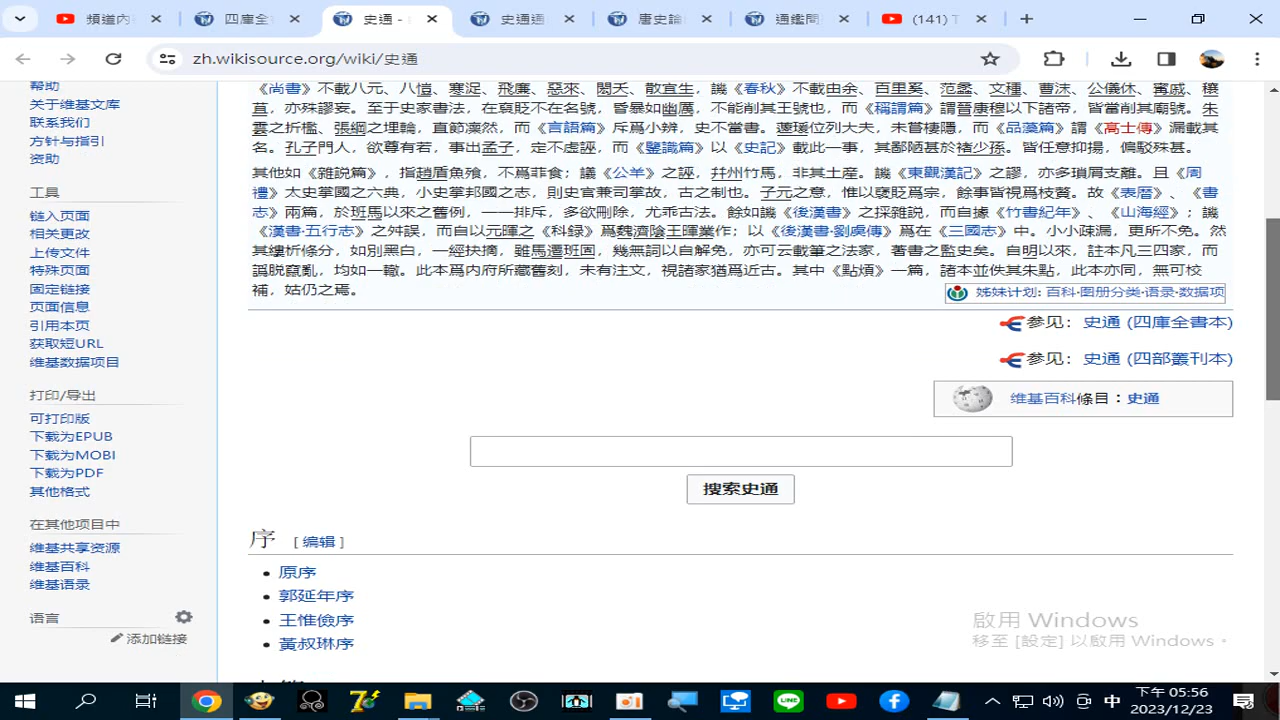 頻道內
四庫全
史通 -
史通通
唐史論
通鑑問
(141) T
zh.wikisource.org/wiki/史通
帮助
关于维基文库
联系我们
方针与指引
资助
工具
链入页面
相关更改
上传文件
特殊页面
固定链接
页面信息
引用本页
获取短URL
维基数据项目
打印/导出
可打印版
下载为EPUB
下载为MOBI
下载为PDF
其他格式
在其他项目中
维基共享资源
维基百科
维基语录
语言
添加链接
《尚書》不載八元、八愷、寒浞、飛廉、惡來、閎夭、散宜生，譏《春秋》不載由余、百里奚、范蠡、文種、曹沬、公儀休、甯戚、穰
苴，亦殊謬妄。至于史家書法，在襃貶不在名號，昏暴如幽厲，不能削其王號也，而《稱謂篇》謂晉康穆以下諸帝，皆當削其廟號。朱
雲之折檻、張綱之埋輪，直節凜然，而《言語篇》斥爲小辨，史不當書。蘧瑗位列大夫，未嘗棲隱，而《品藻篇》謂《高士傳》漏載其
名。孔子門人，欲尊有若，事出孟子，定不虛誣，而《鑒識篇》以《史記》載此一事，其鄙陋甚於褚少孫。皆任意抑揚，偏駁殊甚。
其他如《雜說篇》，指趙盾魚飱，不爲菲食；議《公羊》之誣，幷州竹馬，非其土産。譏《東觀漢記》之謬，亦多瑣屑支離。且《周
禮》太史掌國之六典，小史掌邦國之志，則史官兼司掌故，古之制也。子元之意，惟以襃貶爲宗，餘事皆視爲枝贅。故《表曆》、《書
志》兩篇，於班馬以來之舊例，一一排斥，多欲刪除，尤乖古法。餘如譏《後漢書》之採雜說，而自據《竹書紀年》、《山海經》；譏
《漢書·五行志》之舛誤，而自以元暉之《科録》爲魏濟陰王暉業作；以《後漢書·劉虞傳》爲在《三國志》中。小小疎漏，更所不免。然
其縷析條分，如別黑白，一經抉摘，雖馬遷班固，幾無詞以自解免，亦可云載筆之法家，著書之監史矣。自明以來，註本凡三四家，而
譌脱竄亂，均如一轍。此本爲内府所藏舊刻，未有注文，視諸家猶爲近古。其中《點煩》一篇，諸本並佚其朱點，此本亦同，無可校
補，姑仍之焉。
姊妹计划: 百科·图册分类·语录·数据项
参见： 史通 (四庫全書本)
参见： 史通 (四部叢刊本)
维基百科條目：史通
搜索史通
序 [ 编辑 ]
原序
郭延年序
王惟儉序
黃叔琳序
啟用 Windows
移至 [設定] 以啟用 Windows。
中
下午 05:56
2023/12/23